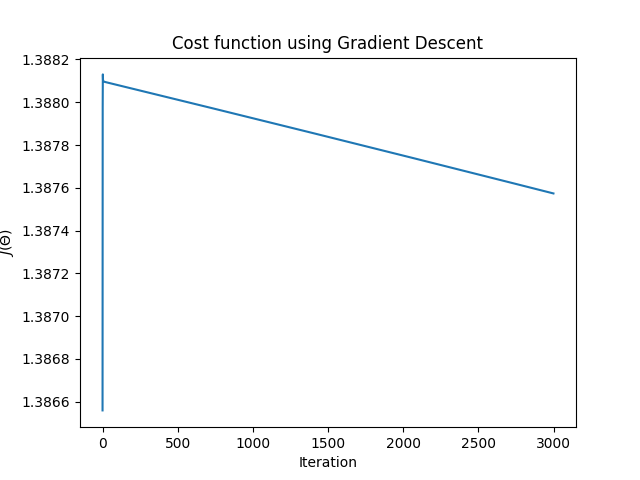 Cost function using Gradient Descent
1.3882
1.3880
1.3878
1.3876
1.3874
1.3872
1.3870
1.3868
1.3866
J(Θ)
0 500 1000 1500 2000 2500 3000
Iteration